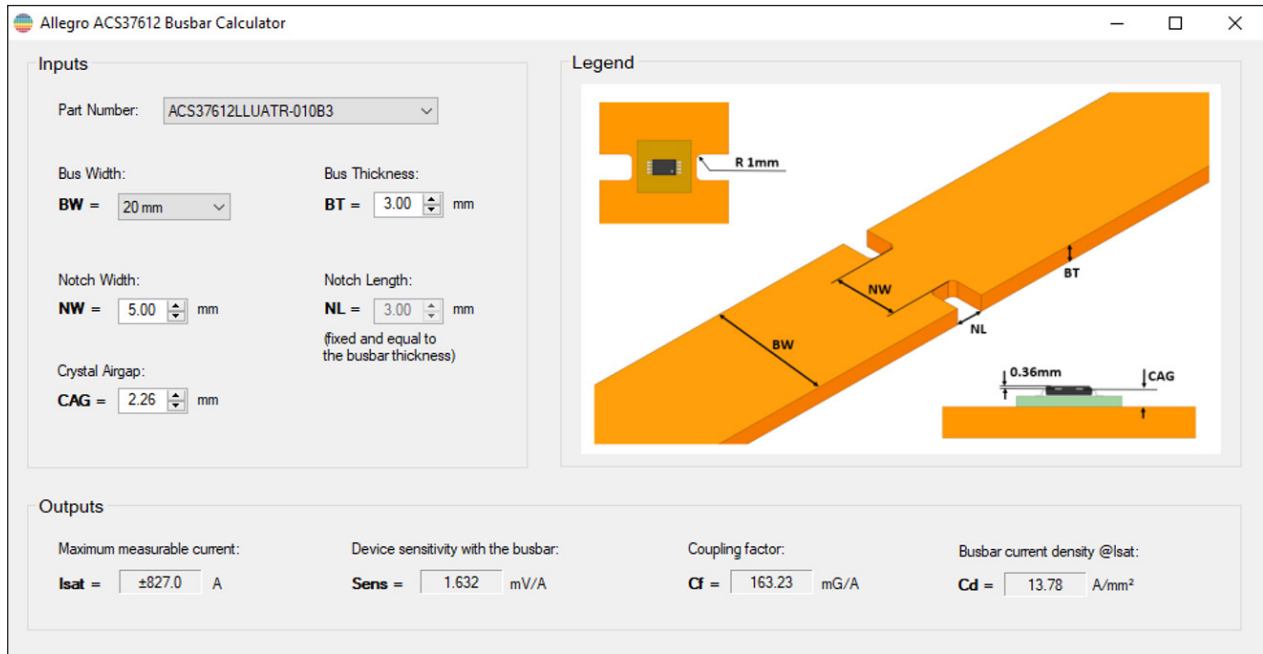 Allegro ACS37612 Busbar Calculator
Inputs
Part Number: ACS37612LLUATR-010B3
Bus Width:
BW = 20 mm
Bus Thickness:
BT = 3.00 mm
Notch Width:
NW = 5.00 mm
Notch Length:
NL = 3.00 mm
(fixed and equal to
the busbar thickness)
Crystal Airgap:
CAG = 2.26 mm
Legend
R 1mm
BT
NW
NL
BW
0.36mm
CAG
Outputs
Maximum measurable current:
Isat = ±827.0 A
Device sensitivity with the busbar:
Sens = 1.632 mV/A
Coupling factor:
Cf = 163.23 mG/A
Busbar current density @Isat:
Cd = 13.78 A/mm²